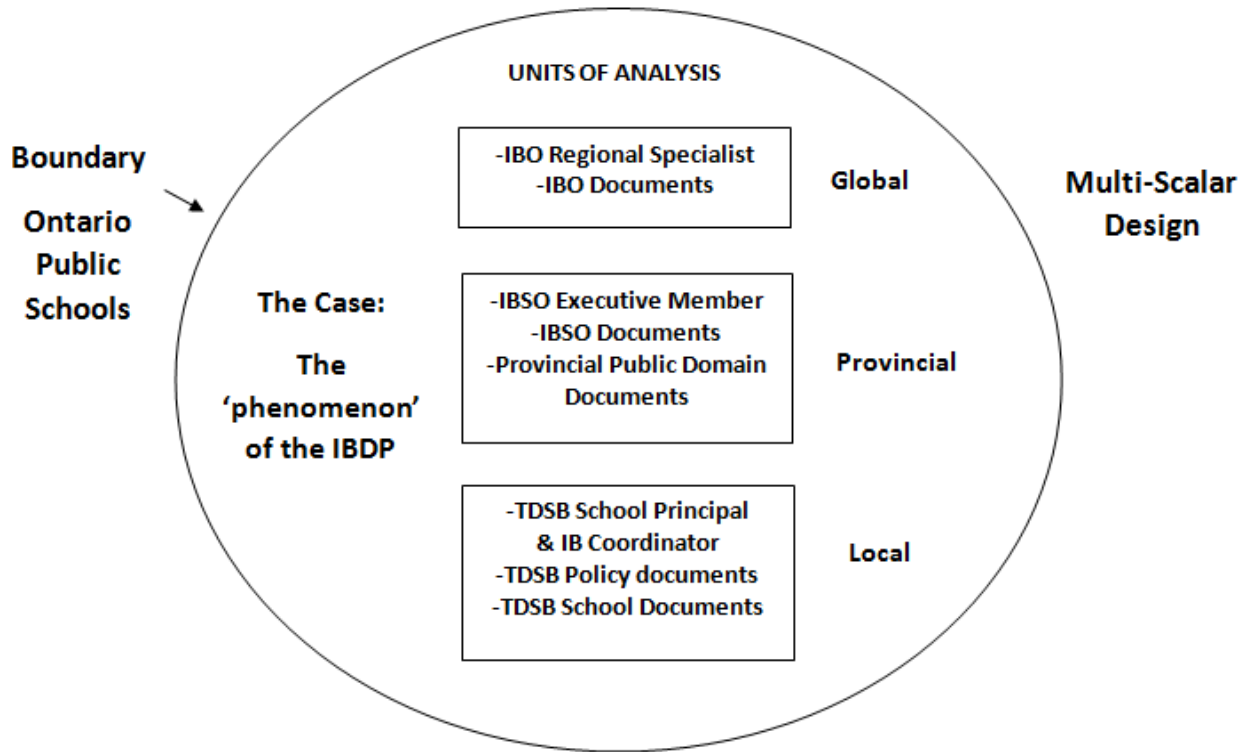 UNITS OF ANALYSIS
Boundary
Ontario
Public
Schools
The Case:
The
‘phenomenon’
of the IBDP
-IBO Regional Specialist
-IBO Documents
Global
-IBSO Executive Member
-IBSO Documents
-Provincial Public Domain
Documents
Provincial
-TDSB School Principal
& IB Coordinator
-TDSB Policy documents
-TDSB School Documents
Local
Multi-Scalar
Design